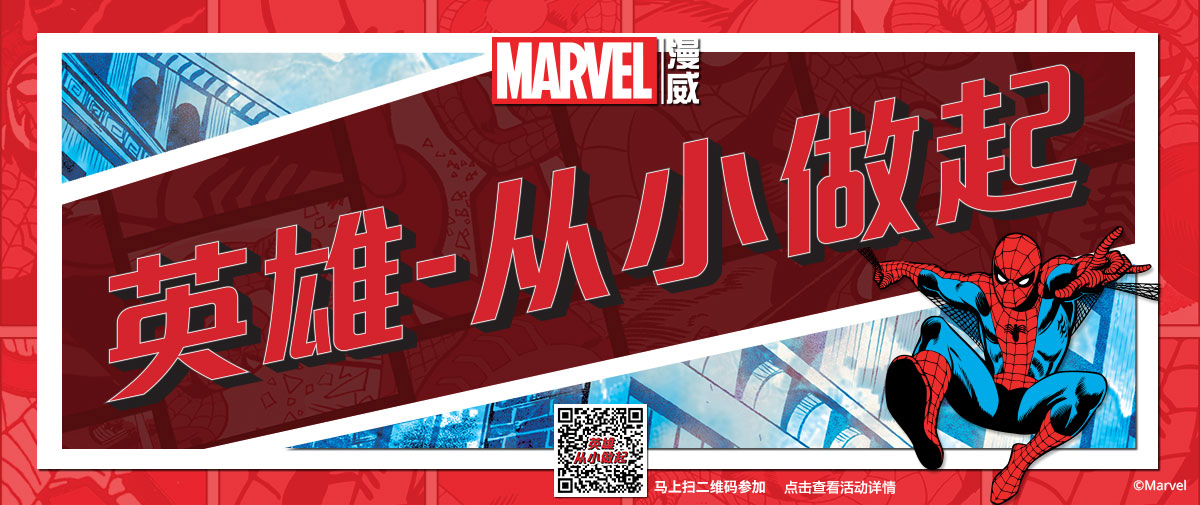 MARVEL 漫威
英雄-从小做起
英雄
从小做起
马上扫二维码参加 点击查看活动详情
©Marvel